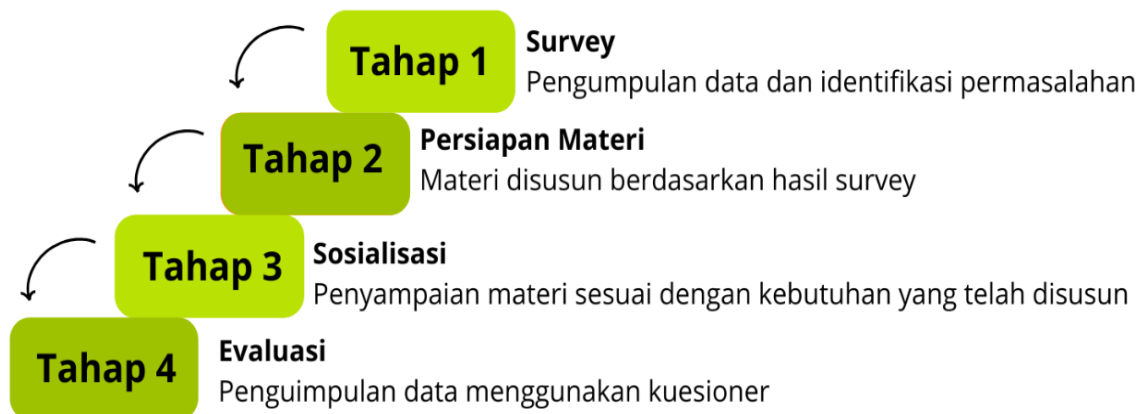 Tahap 1
Survey
Pengumpulan data dan identifikasi permasalahan
Tahap 2
Persiapan Materi
Materi disusun berdasarkan hasil survey
Tahap 3
Sosialisasi
Penyampaian materi sesuai dengan kebutuhan yang telah disusun
Tahap 4
Evaluasi
Penguimpulan data menggunakan kuesioner